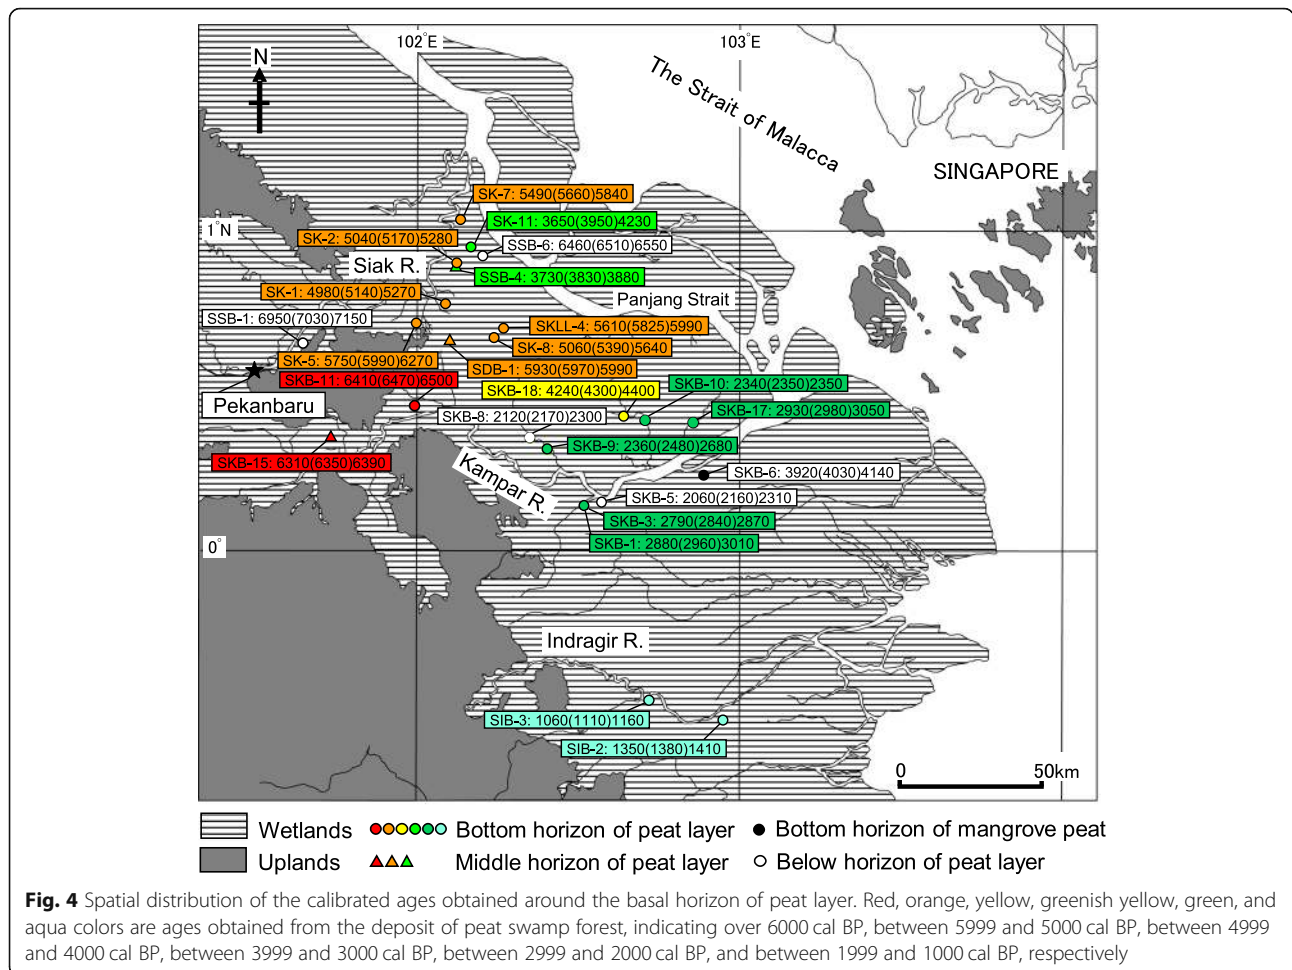 102°E
103°E
N
The Strait of Malacca
SINGAPORE
SK-7: 5490(5660)5840
SK-11: 3650(3950)4230
1°N
SK-2: 5040(5170)5280
SSB-6: 6460(6510)6550
Siak R.
SSB-4: 3730(3830)3880
SK-1: 4980(5140)5270
Panjang Strait
SSB-1: 6950(7030)7150
SKLL-4: 5610(5825)5990
SK-8: 5060(5390)5640
SK-5: 5750(5990)6270
SDB-1: 5930(5970)5990
SKB-11: 6410(6470)6500
SKB-10: 2340(2350)2350
SKB-18: 4240(4300)4400
Pekanbaru
SKB-8: 2120(2170)2300
SKB-17: 2930(2980)3050
SKB-9: 2360(2480)2680
SKB-15: 6310(6350)6390
SKB-6: 3920(4030)4140
Kampar R.
SKB-5: 2060(2160)2310
SKB-3: 2790(2840)2870
SKB-1: 2880(2960)3010
0°
Indragir R.
SIB-3: 1060(1110)1160
SIB-2: 1350(1380)1410
0 50km
Wetlands Bottom horizon of peat layer Bottom horizon of mangrove peat
Uplands Middle horizon of peat layer Below horizon of peat layer
Fig. 4 Spatial distribution of the calibrated ages obtained around the basal horizon of peat layer. Red, orange, yellow, greenish yellow, green, and
aqua colors are ages obtained from the deposit of peat swamp forest, indicating over 6000 cal BP, between 5999 and 5000 cal BP, between 4999
and 4000 cal BP, between 3999 and 3000 cal BP, between 2999 and 2000 cal BP, and between 1999 and 1000 cal BP, respectively